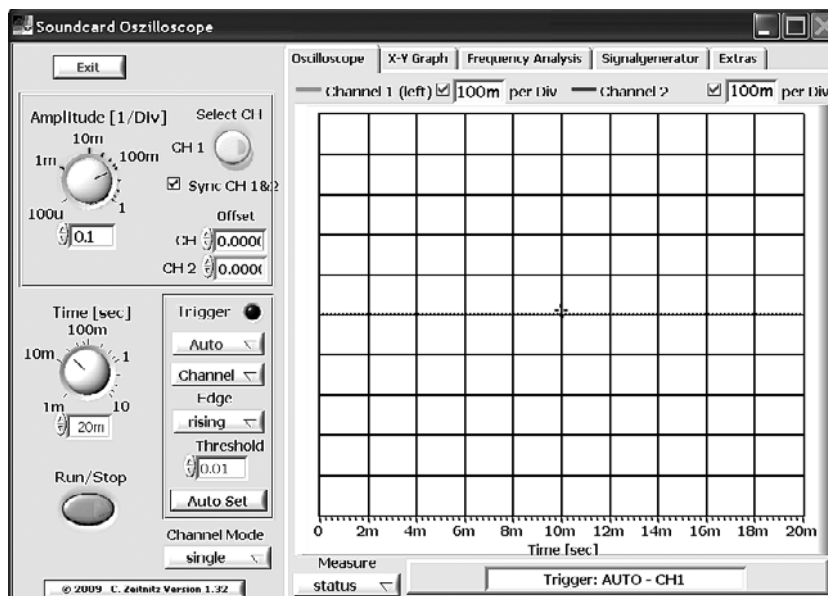 Soundcard Oszilloscope
Exit
Oscilloscope X-Y Graph Frequency Analysis Signalgenerator Extras
Channel 1 (left) 100m per Div Channel 2 100m per Div
Amplitude [1/Div] Select CH
10m
1m 100m CH 1
Sync CH 1&2
100u 1 Offset
0.1 CH 0.000(
CH 2 0.000(
Time [sec] Trigger
100m
10m 1 Auto
Channel
1m 10 Edge
20m rising
Threshold
0.01
Run/Stop Auto Set
Channel Mode
single
0 2m 4m 6m 8m 10m 12m 14m 16m 18m 20m
Time [sec]
Measure
status Trigger: AUTO - CH1
© 2009 C. Zeitnitz Version 1.32